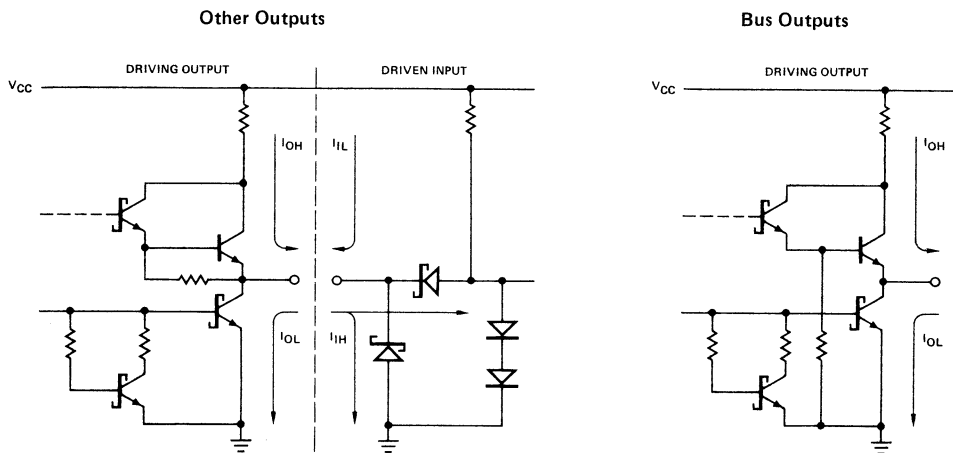 Other Outputs
DRIVING OUTPUT
DRIVEN INPUT
VCC
IOH
IIL
IOL
IIH
Bus Outputs
DRIVING OUTPUT
VCC
IOH
IOL